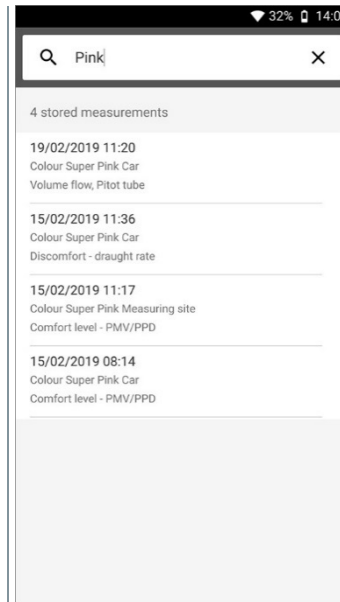 32% 14:0
Pink
4 stored measurements
19/02/2019 11:20
Colour Super Pink Car
Volume flow, Pitot tube
15/02/2019 11:36
Colour Super Pink Car
Discomfort - draught rate
15/02/2019 11:17
Colour Super Pink Measuring site
Comfort level - PMV/PPD
15/02/2019 08:14
Colour Super Pink Car
Comfort level - PMV/PPD